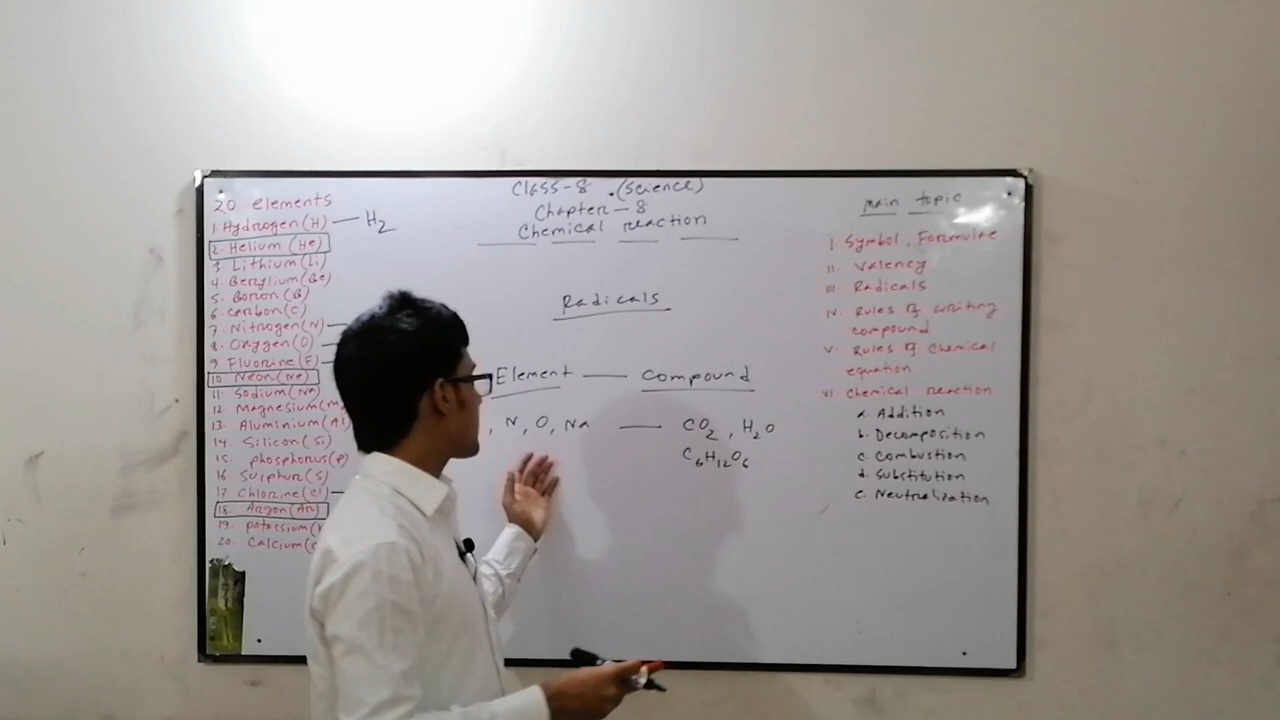 Class-8 .(Science)
Chapter-8
Chemical reaction
20 elements
1. Hydrogen(H) — H2
2. Helium (He)
3. Lithium(Li)
4. Berylium(Be)
5. Boron(B)
6. carbon(C)
7. Nitrogen(N)
8. Oxygen(O)
9. Fluorine(F)
10. Neon(Ne)
11. Sodium(Na)
12. Magnesium(M
13. Aluminium(Al)
14. Silicon(Si)
15. phosphorus(p)
16. Sulphur(S)
17. Chlorine(Cl)
18. Argon(Ar)
19. potassium(
20. Calcium(
Radicals
Element — compound
, N, O, Na — CO2, H2O
C6H12O6
main topic
I. Symbol, Formulae
II. Valency
III. Radicals
IV. Rules of writing
compound
V. Rules of Chemical
equation
VI. Chemical reaction
a. Addition
b. Decomposition
c. Combustion
d. Substitution
e. Neutralization